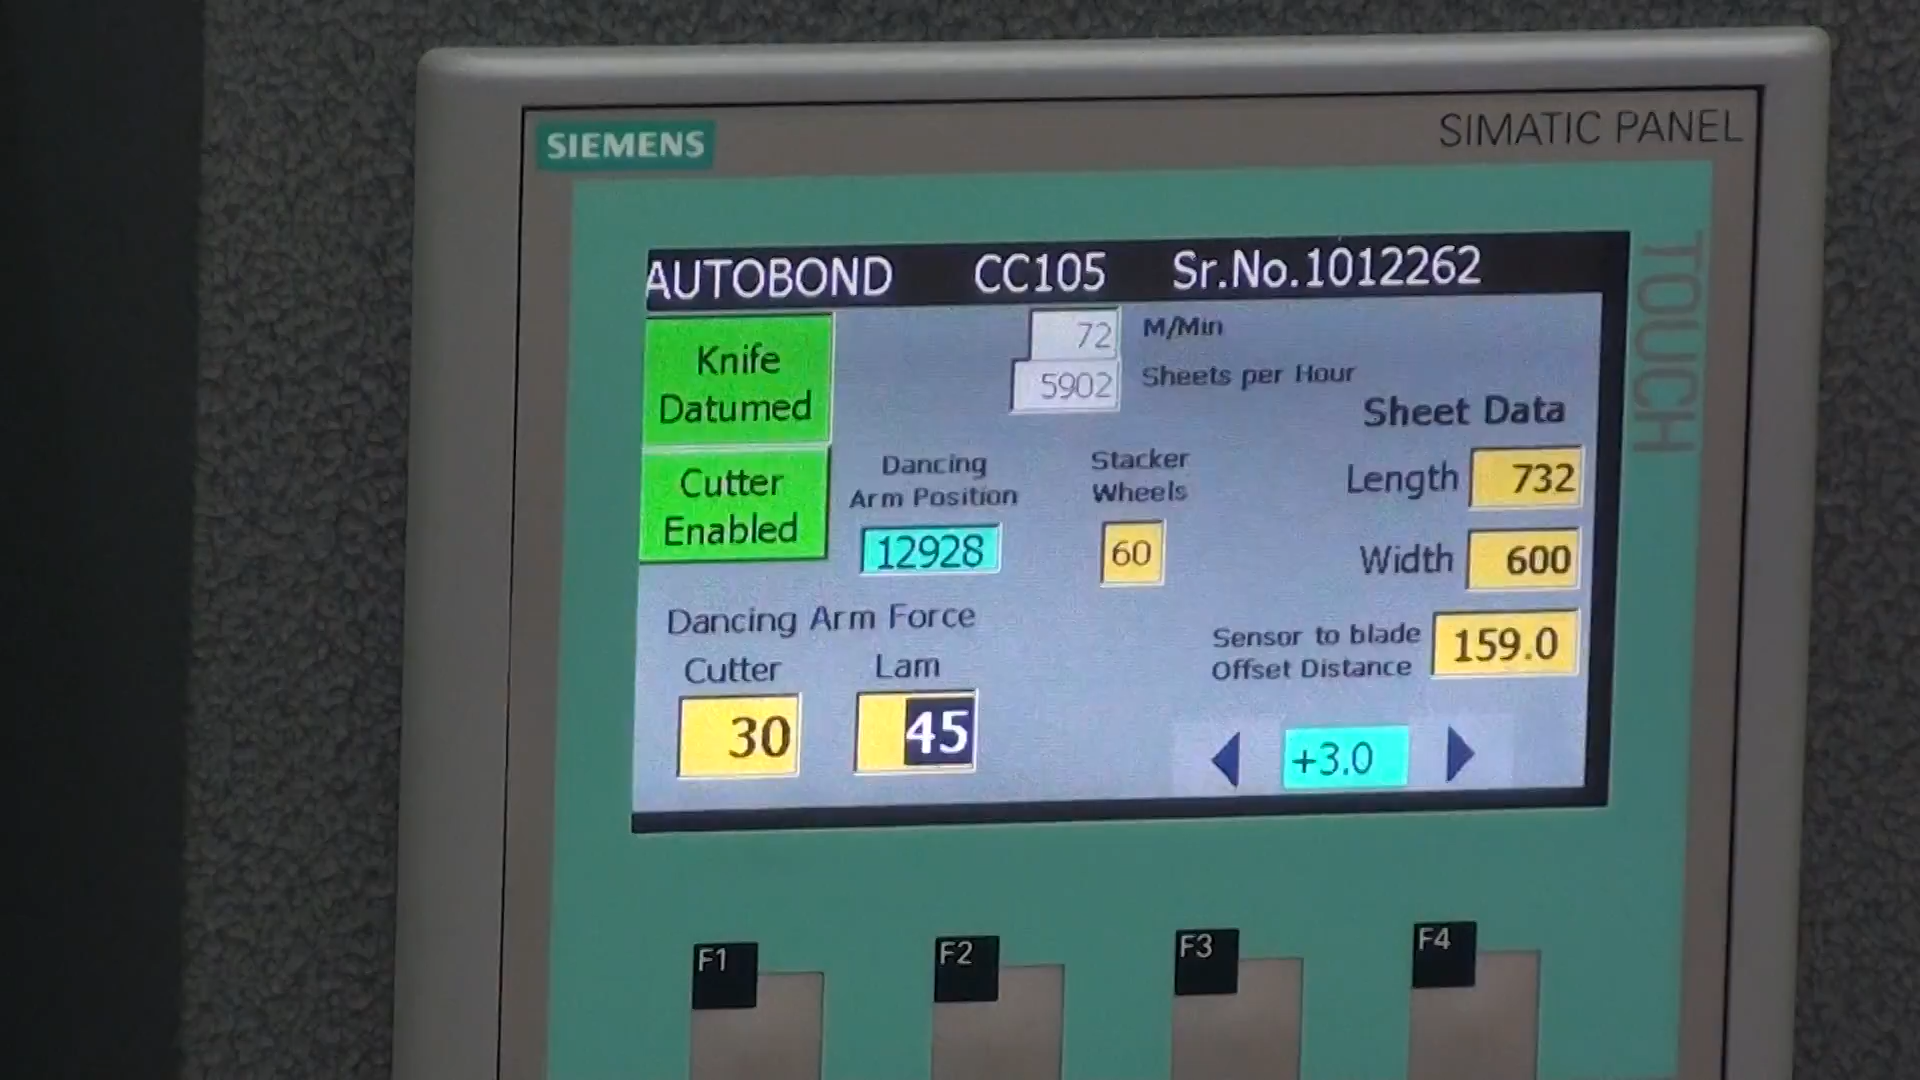 SIEMENS
SIMATIC PANEL
TOUCH
AUTOBOND CC105 Sr.No.1012262
Knife
Datumed
72 M/Min
5902 Sheets per Hour
Sheet Data
Cutter
Enabled
Dancing
Arm Position
12928
Stacker
Wheels
60
Length 732
Width 600
Dancing Arm Force
Cutter
30
Lam
45
Sensor to blade
Offset Distance
159.0
+3.0
F1
F2
F3
F4